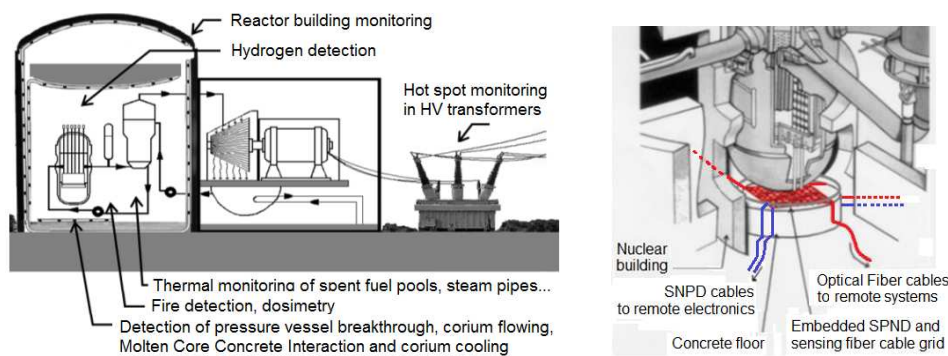 Reactor building monitoring
Hydrogen detection
Hot spot monitoring
in HV transformers
Thermal monitoring of spent fuel pools, steam pipes...
Fire detection, dosimetry
Detection of pressure vessel breakthrough, corium flowing,
Molten Core Concrete Interaction and corium cooling
Nuclear
building
SNPD cables
to remote electronics
Concrete floor
Optical Fiber cables
to remote systems
Embedded SPND and
sensing fiber cable grid